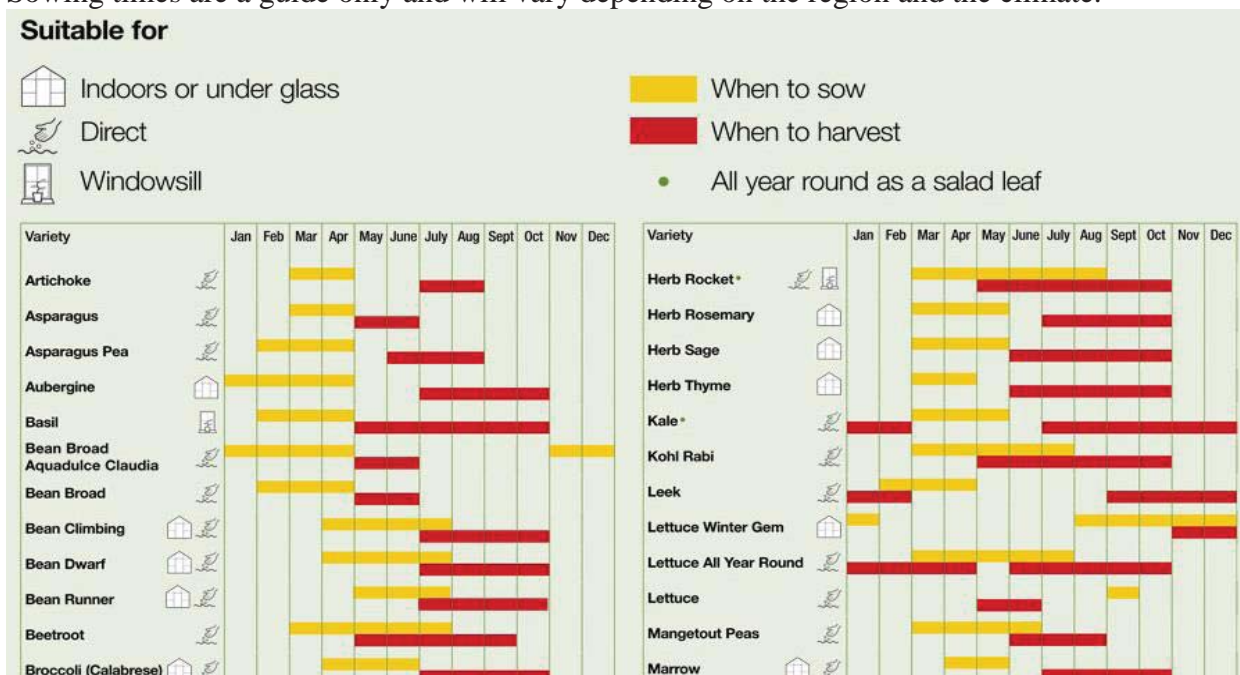 Sowing times are a guide only and will vary depending on the region and the climate.
Suitable for
Indoors or under glass
Direct
Windowsill
When to sow
When to harvest
• All year round as a salad leaf
Variety Jan Feb Mar Apr May June July Aug Sept Oct Nov Dec
Artichoke
Asparagus
Asparagus Pea
Aubergine
Basil
Bean Broad
Aquadulce Claudia
Bean Broad
Bean Climbing
Bean Dwarf
Bean Runner
Beetroot
Broccoli (Calabrese)
Variety Jan Feb Mar Apr May June July Aug Sept Oct Nov Dec
Herb Rocket•
Herb Rosemary
Herb Sage
Herb Thyme
Kale•
Kohl Rabi
Leek
Lettuce Winter Gem
Lettuce All Year Round
Lettuce
Mangetout Peas
Marrow